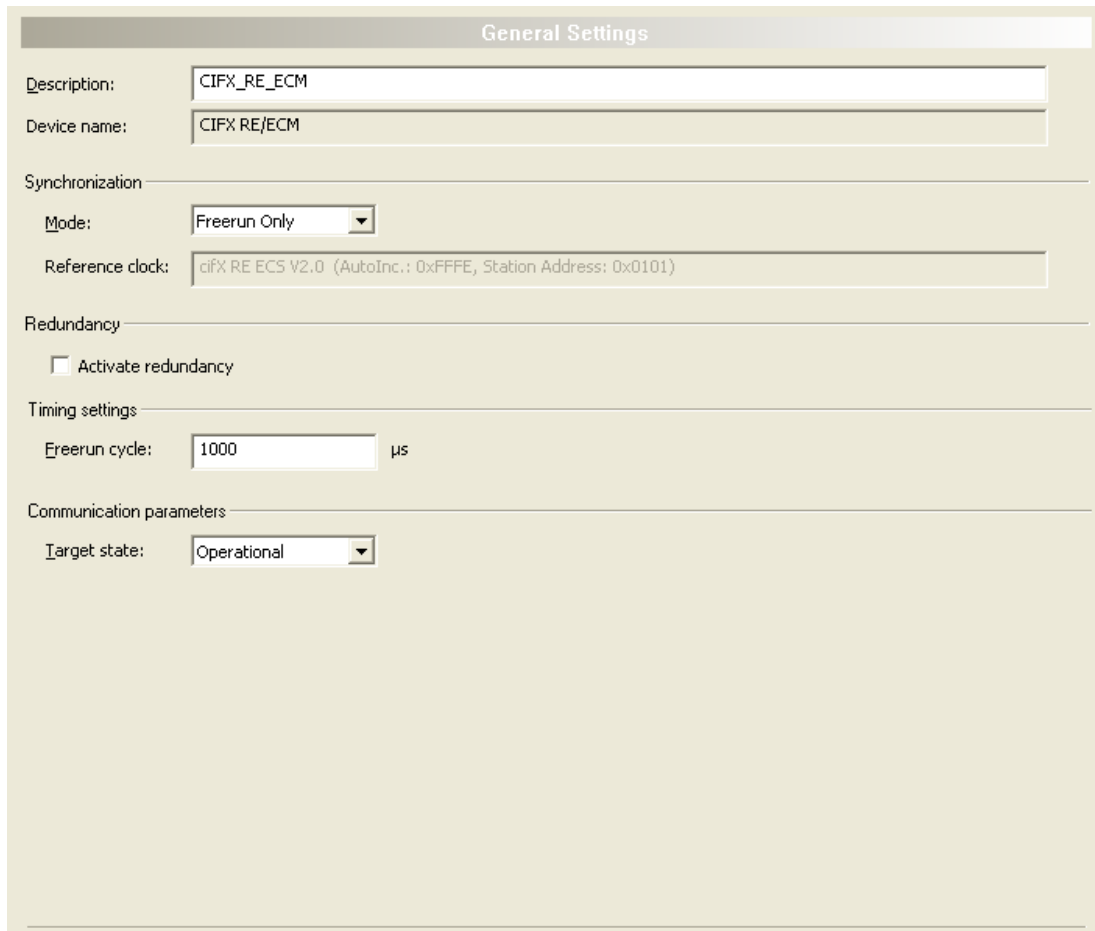 General Settings
Description: CIFX_RE_ECM
Device name: CIFX RE/ECM
Synchronization
Mode: Freerun Only
Reference clock: cifX RE ECS V2.0 (AutoInc.: 0xFFFE, Station Address: 0x0101)
Redundancy
Activate redundancy
Timing settings
Freerun cycle: 1000 µs
Communication parameters
Target state: Operational